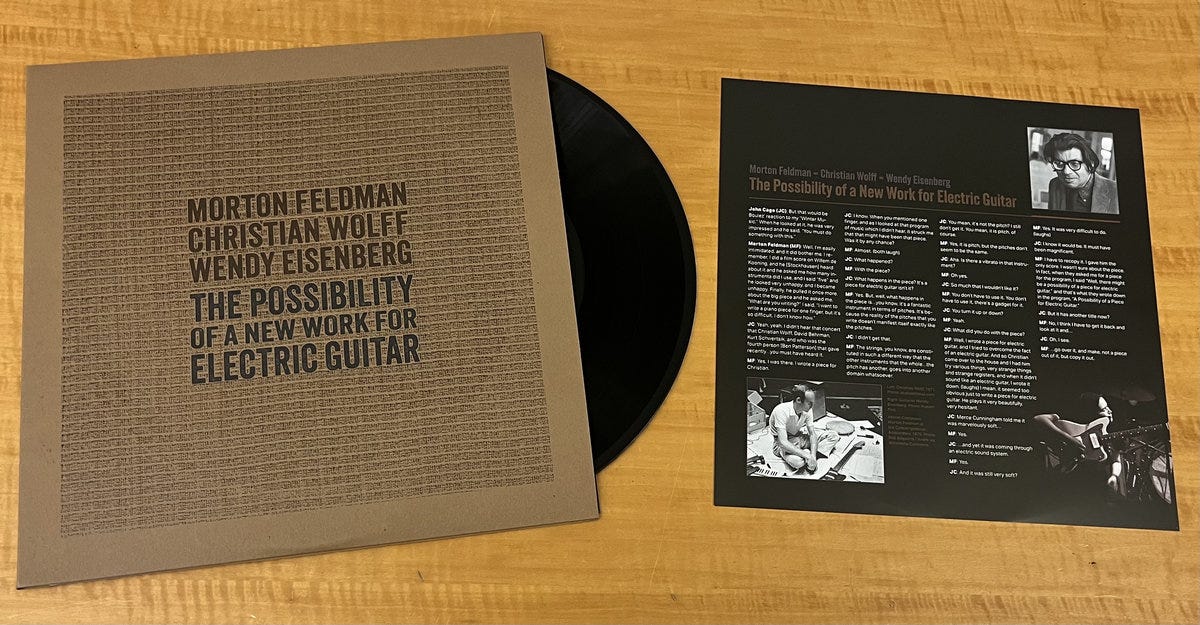 MORTON FELDMAN
CHRISTIAN WOLFF
WENDY EISENBERG
THE POSSIBILITY
OF A NEW WORK FOR
ELECTRIC GUITAR
Morton Feldman – Christian Wolff – Wendy Eisenberg
The Possibility of a New Work for Electric Guitar
John Cage (JC): But that would be
Boulez' reaction to my "Winter Mu-
sic." When he looked at it, he was very
impressed and he said, "You must do
something with this."
Morton Feldman (MF): Well, I'm easily
intimidated, and it did bother me. I re-
member, I did a film score on Willem de
Kooning, and he [Stockhausen] heard
about it and he asked me how many in-
struments did I use, and I said "five" and
he looked very unhappy, and I became
unhappy. Finally, he pulled it once more
about the big piece and he asked me,
"What are you writing?" I said, "I want to
write a piano piece for one finger, but it's
so difficult, I don't know how."
JC: Yeah, yeah. I didn't hear that concert
that Christian Wolff, David Behrman,
Kurt Schwertsik, and who was the
fourth person [Ben Patterson] that gave
recently...you must have heard it.
MF: Yes, I was there. I wrote a piece for
Christian.
JC: I know. When you mentioned one
finger, and as I looked at that program
of music which I didn't hear, it struck me
that that might have been that piece.
Was it by any chance?
MF: Almost. (both laugh)
JC: What happened?
MF: With the piece?
JC: What happens in the piece? It's a
piece for electric guitar isn't it?
MF: Yes. But, well, what happens in
the piece is...you know, it's a fantastic
instrument in terms of pitches. It's be-
cause the reality of the pitches that you
write doesn't manifest itself exactly like
the pitches.
JC: I didn't get that.
MF: The strings, you know, are consti-
tuted in such a different way that the
other instruments that the whole...the
pitch has another, goes into another
domain whatsoever.
JC: You mean, it's not the pitch? I still
don't get it. You mean, it is pitch, of
course.
MF: Yes, it is pitch, but the pitches don't
seem to be the same.
JC: Aha. Is there a vibrato in that instru-
ment?
MF: Oh yes.
JC: So much that I wouldn't like it?
MF: You don't have to use it. You don't
have to use it, there's a gadget for it.
JC: You turn it up or down?
MF: Yeah.
JC: What did you do with the piece?
MF: Well, I wrote a piece for electric
guitar, and I tried to overcome the fact
of an electric guitar. And so Christian
came over to the house and I had him
try various things, very strange things
and strange registers, and when it didn't
sound like an electric guitar, I wrote it
down. (laughs) I mean, it seemed too
obvious just to write a piece for electric
guitar. He plays it very beautifully,
very hesitant.
JC: Merce Cunningham told me it
was marvelously soft...
MF: Yes.
JC: ...and yet it was coming through
an electric sound system.
MF: Yes.
JC: And it was still very soft?
MF: Yes. It was very difficult to do.
(laughs)
JC: I know it would be. It must have
been magnificent.
MF: I have to recopy it. I gave him the
only score. I wasn't sure about the piece.
In fact, when they asked me for a piece
for the program, I said "Well, there might
be a possibility of a piece for electric
guitar," and that's what they wrote down
in the program, "A Possibility of a Piece
for Electric Guitar."
JC: But it has another title now?
MF: No, I think I have to get it back and
look at it and...
JC: Oh, I see.
MF: ...go over it, and make, not a piece
out of it, but copy it out.